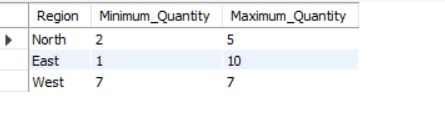 Region Minimum_Quantity Maximum_Quantity
North 2 5
East 1 10
West 7 7